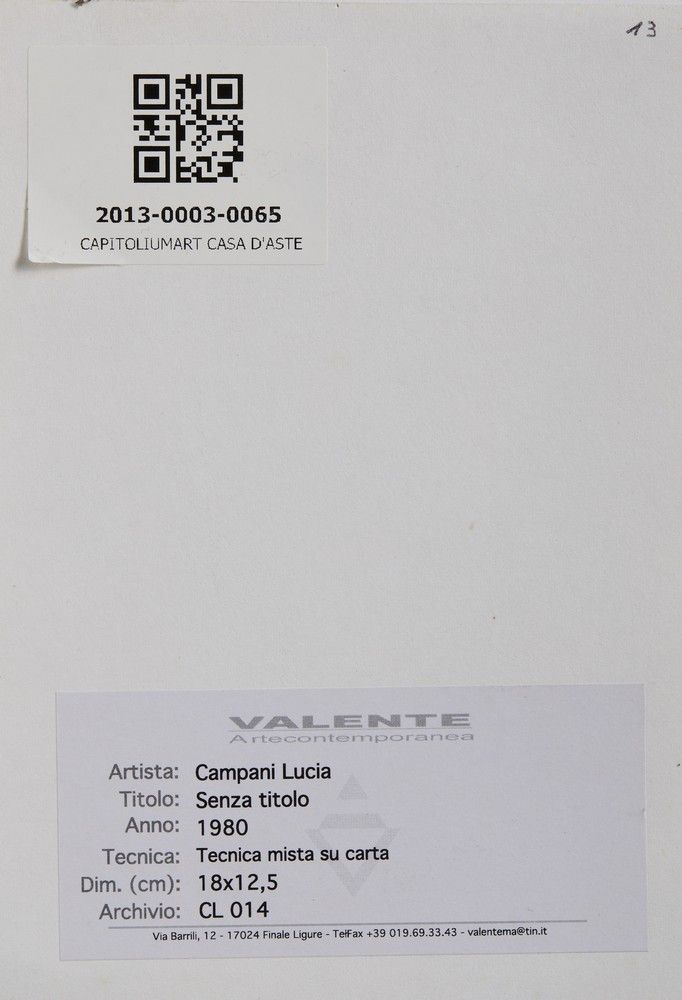 13
2013-0003-0065
CAPITOLIUMART CASA D'ASTE
VALENTE
Artecontemporanea
Artista: Campani Lucia
Titolo: Senza titolo
Anno: 1980
Tecnica: Tecnica mista su carta
Dim. (cm): 18x12,5
Archivio: CL 014
Via Barrili, 12 - 17024 Finale Ligure - Tel\Fax +39 019.69.33.43 - valentema@tin.it